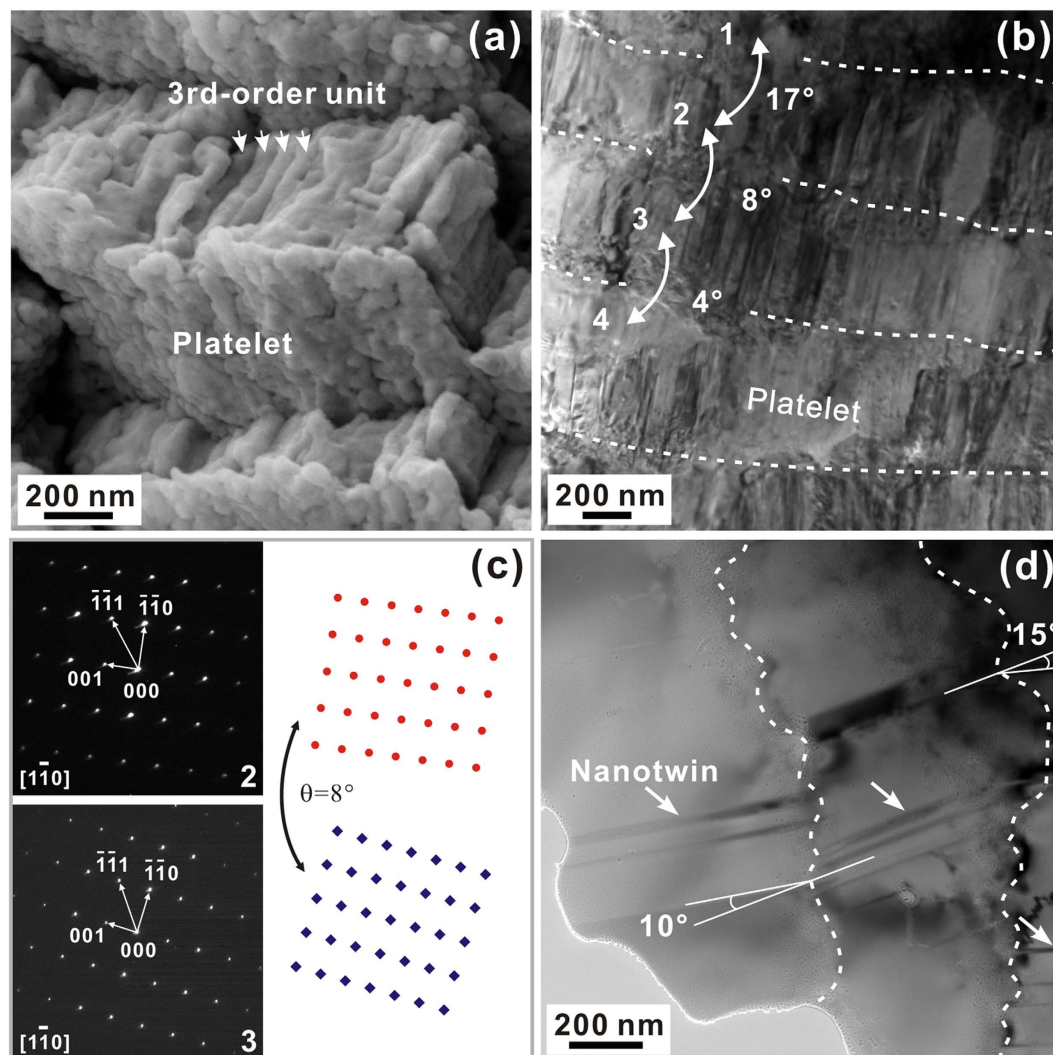 (a)
3rd-order unit
Platelet
200 nm
(b)
1
17°
2
8°
3
4°
4
Platelet
200 nm
(c)
1̅1̅1
1̅1̅0
001
000
[11̅0]
2
θ=8°
1̅1̅1
1̅1̅0
001
000
[11̅0]
3
(d)
15°
Nanotwin
10°
200 nm